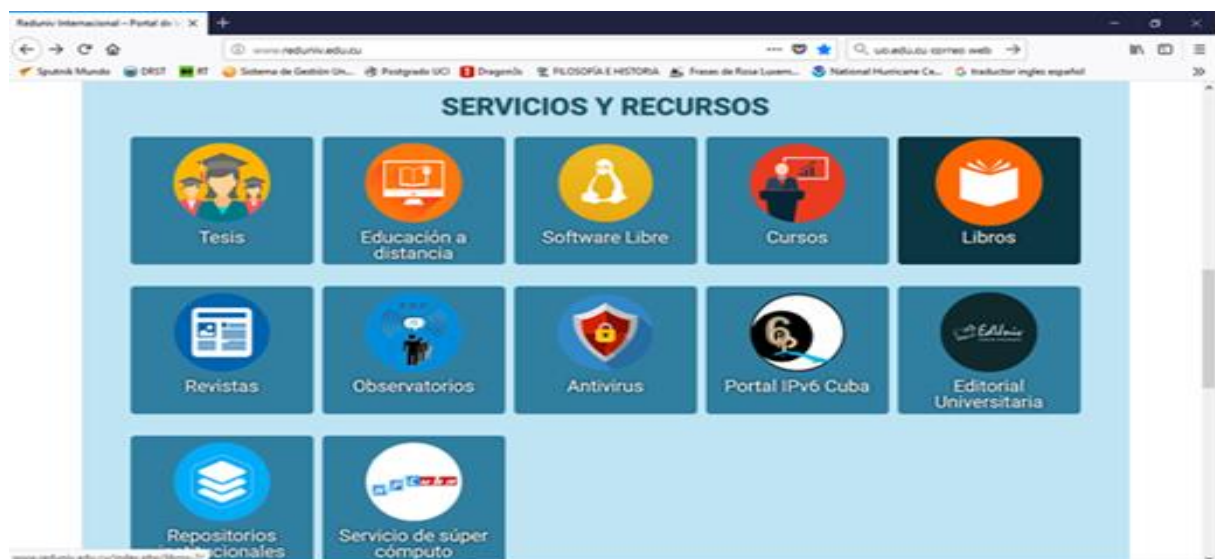 Reduniv Internacional – Portal de
www.reduniv.edu.cu
uo.edu.cu correo web
Sputnik Mundo DRST RT Sistema de Gestión Un... Postgrado UCI DragonJs FILOSOFÍA E HISTORIA Frases de Rosa Luxem... National Hurricane Ce... traductor ingles español
SERVICIOS Y RECURSOS
Tesis
Educación a
distancia
Software Libre
Cursos
Libros
Revistas
Observatorios
Antivirus
Portal IPv6 Cuba
EdUniv
Editorial
Universitaria
Repositorios
cionales
Servicio de súper
cómputo